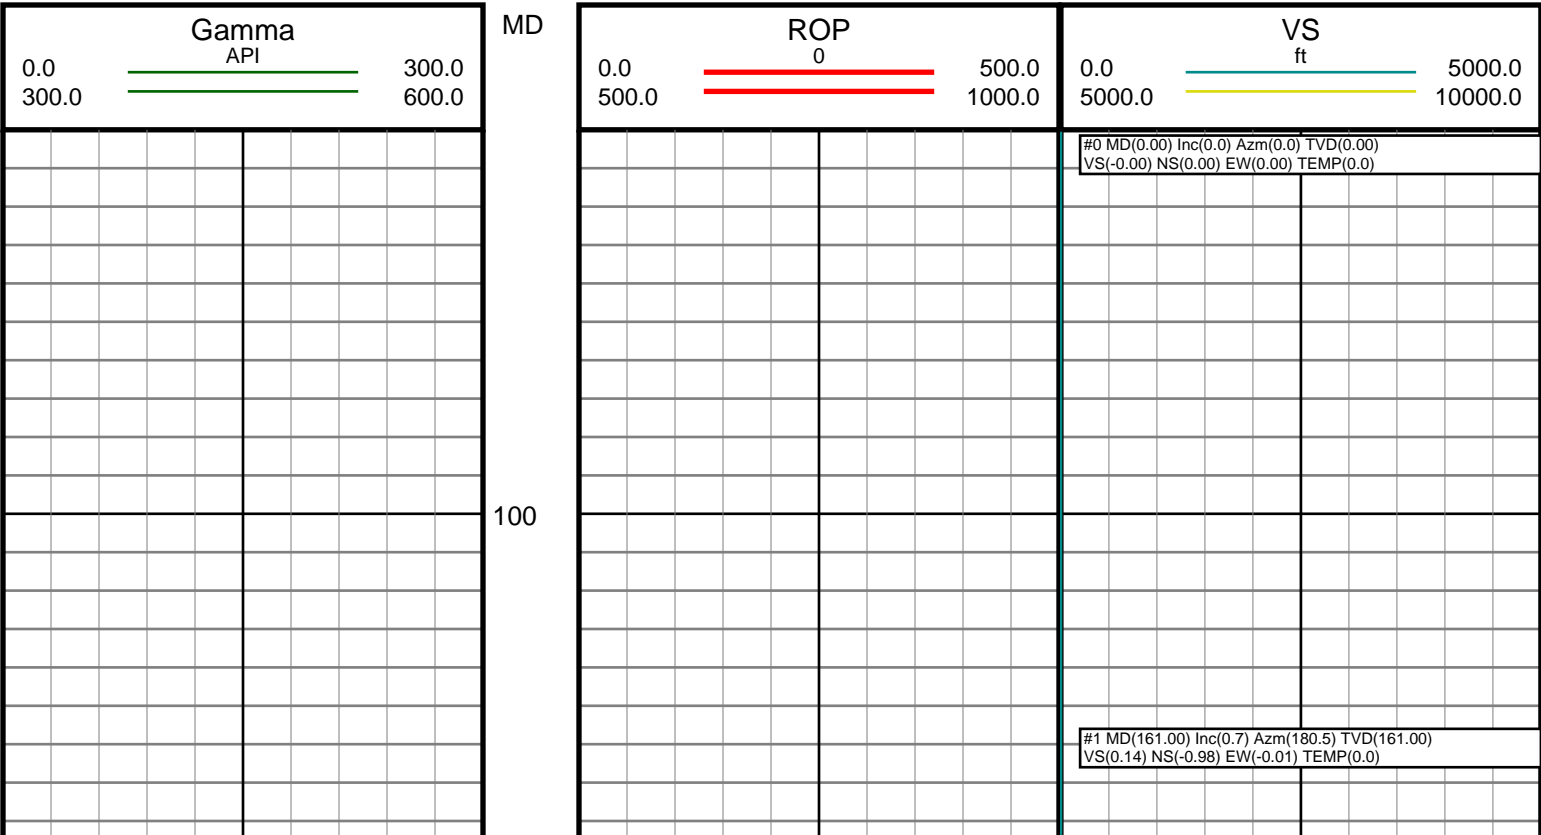 Gamma
API
0.0 300.0
300.0 600.0
MD
ROP
0
0.0 500.0
500.0 1000.0
VS
ft
0.0 5000.0
5000.0 10000.0
#0 MD(0.00) Inc(0.0) Azm(0.0) TVD(0.00)
VS(-0.00) NS(0.00) EW(0.00) TEMP(0.0)
100
#1 MD(161.00) Inc(0.7) Azm(180.5) TVD(161.00)
VS(0.14) NS(-0.98) EW(-0.01) TEMP(0.0)